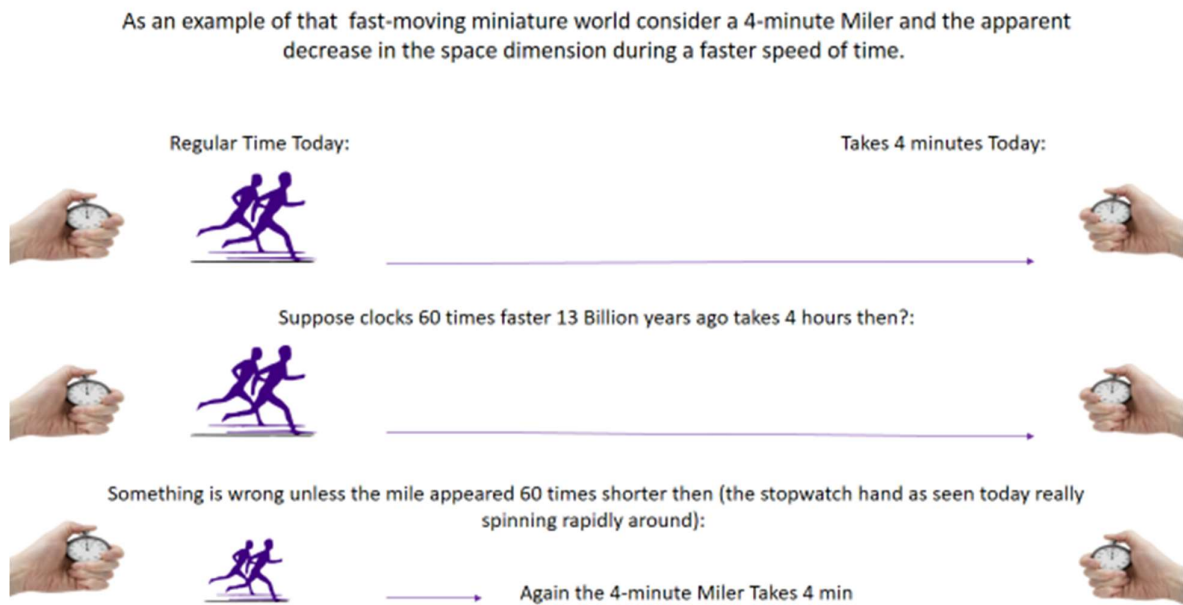 As an example of that  fast-moving miniature world consider a 4-minute Miler and the apparent
decrease in the space dimension during a faster speed of time.
Regular Time Today:
Takes 4 minutes Today:
Suppose clocks 60 times faster 13 Billion years ago takes 4 hours then?:
Something is wrong unless the mile appeared 60 times shorter then (the stopwatch hand as seen today really
spinning rapidly around):
Again the 4-minute Miler Takes 4 min